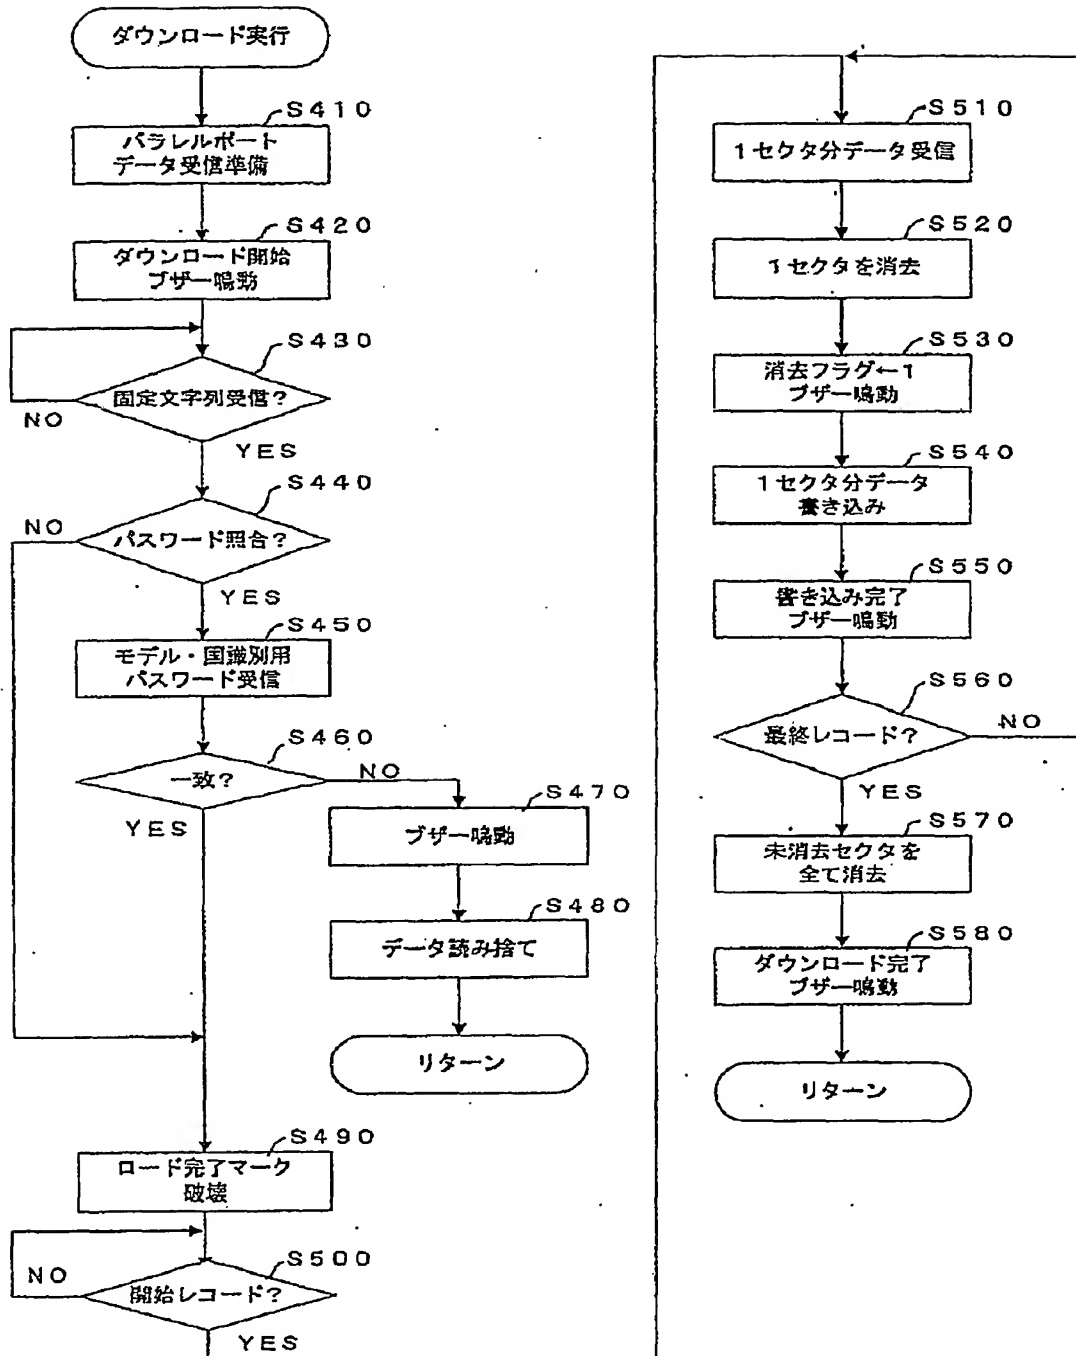 ダウンロード実行
S410
パラレルポート
データ受信準備
S420
ダウンロード開始
ブザー鳴動
S430
固定文字列受信?
NO
YES
S440
NO
パスワード照合?
YES
S450
モデル・国識別用
パスワード受信
S460
一致?
NO
YES
S470
ブザー鳴動
S480
データ読み捨て
リターン
S490
ロード完了マーク
破壊
S500
NO
開始レコード?
YES
S510
1セクタ分データ受信
S520
1セクタを消去
S530
消去フラグ←1
ブザー鳴動
S540
1セクタ分データ
書き込み
S550
書き込み完了
ブザー鳴動
S560
最終レコード?
NO
YES
S570
未消去セクタを
全て消去
S580
ダウンロード完了
ブザー鳴動
リターン